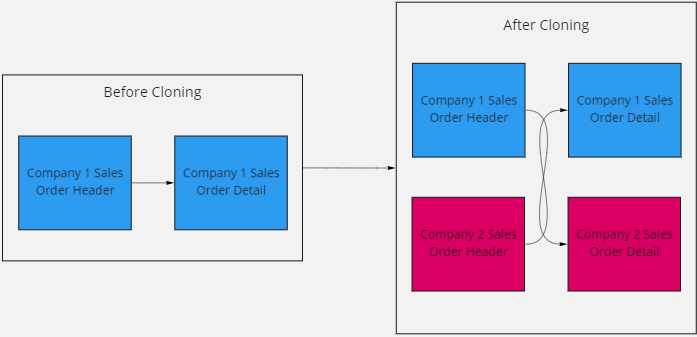 Before Cloning
Company 1 Sales
Order Header
Company 1 Sales
Order Detail
After Cloning
Company 1 Sales
Order Header
Company 1 Sales
Order Detail
Company 2 Sales
Order Header
Company 2 Sales
Order Detail